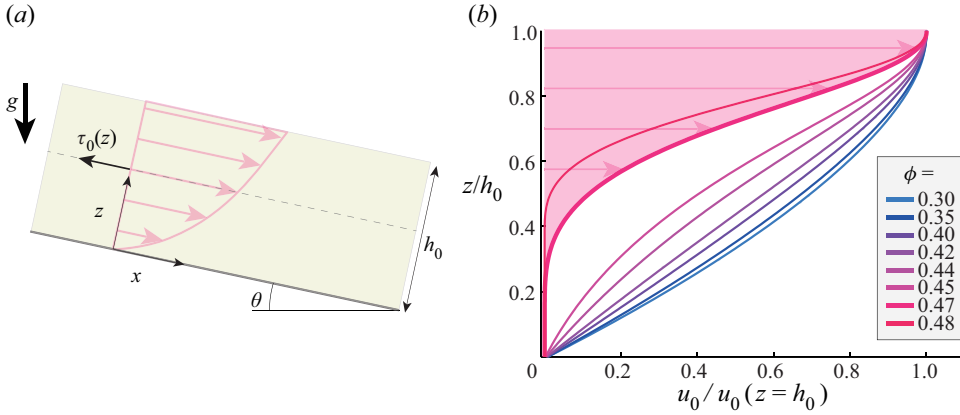 (a)
g
τ₀(z)
z
x
θ
h₀
(b)
1.0
0.8
0.6
z/h₀
0.4
0.2
0
0.2
0.4
0.6
0.8
1.0
u₀ / u₀ (z = h₀)
ϕ =
0.30
0.35
0.40
0.42
0.44
0.45
0.47
0.48